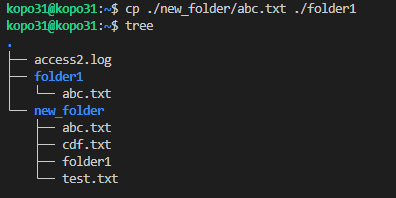 kopo31@kopo31:~$ cp ./new_folder/abc.txt ./folder1
kopo31@kopo31:~$ tree
.
├── access2.log
├── folder1
│   └── abc.txt
└── new_folder
    ├── abc.txt
    ├── cdf.txt
    ├── folder1
    └── test.txt